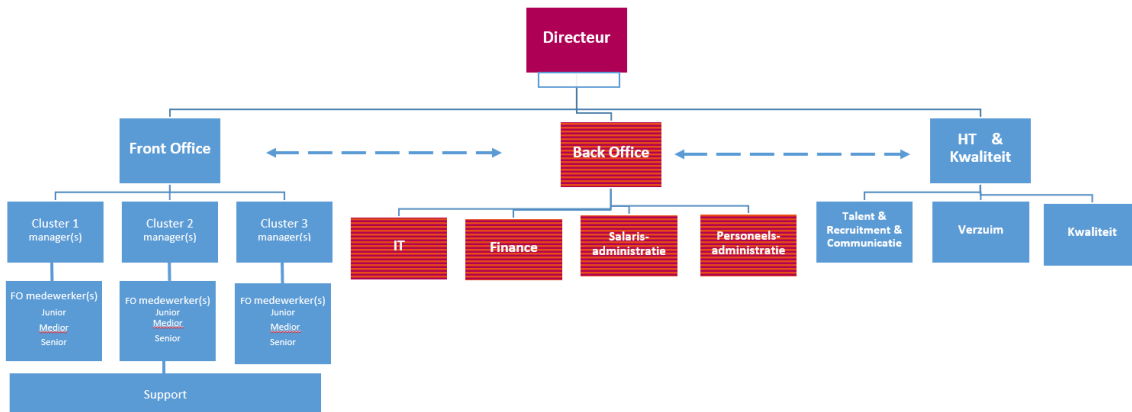 Directeur
Front Office
Back Office
HT & 
Kwaliteit
Cluster 1
manager(s)
Cluster 2
manager(s)
Cluster 3
manager(s)
IT
Finance
Salaris-
administratie
Personeels-
administratie
Talent &
Recruitment &
Communicatie
Verzuim
Kwaliteit
FO medewerker(s)
Junior
Medior
Senior
FO medewerker(s)
Junior
Medior
Senior
FO medewerker(s)
Junior
Medior
Senior
Support